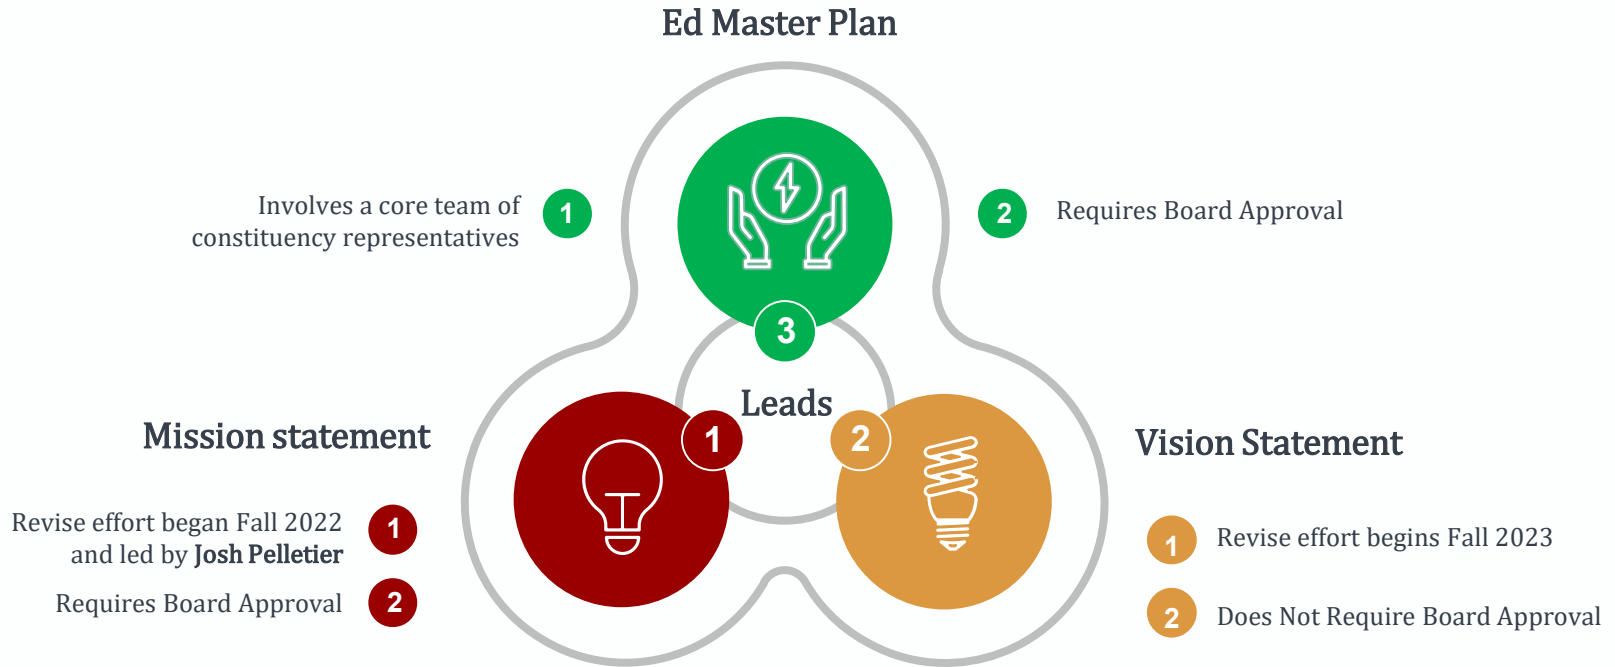 Ed Master Plan
Involves a core team of
constituency representatives
1
2
Requires Board Approval
3
Leads
1
2
Mission statement
Revise effort began Fall 2022
and led by Josh Pelletier
1
Requires Board Approval
2
Vision Statement
1
Revise effort begins Fall 2023
2
Does Not Require Board Approval